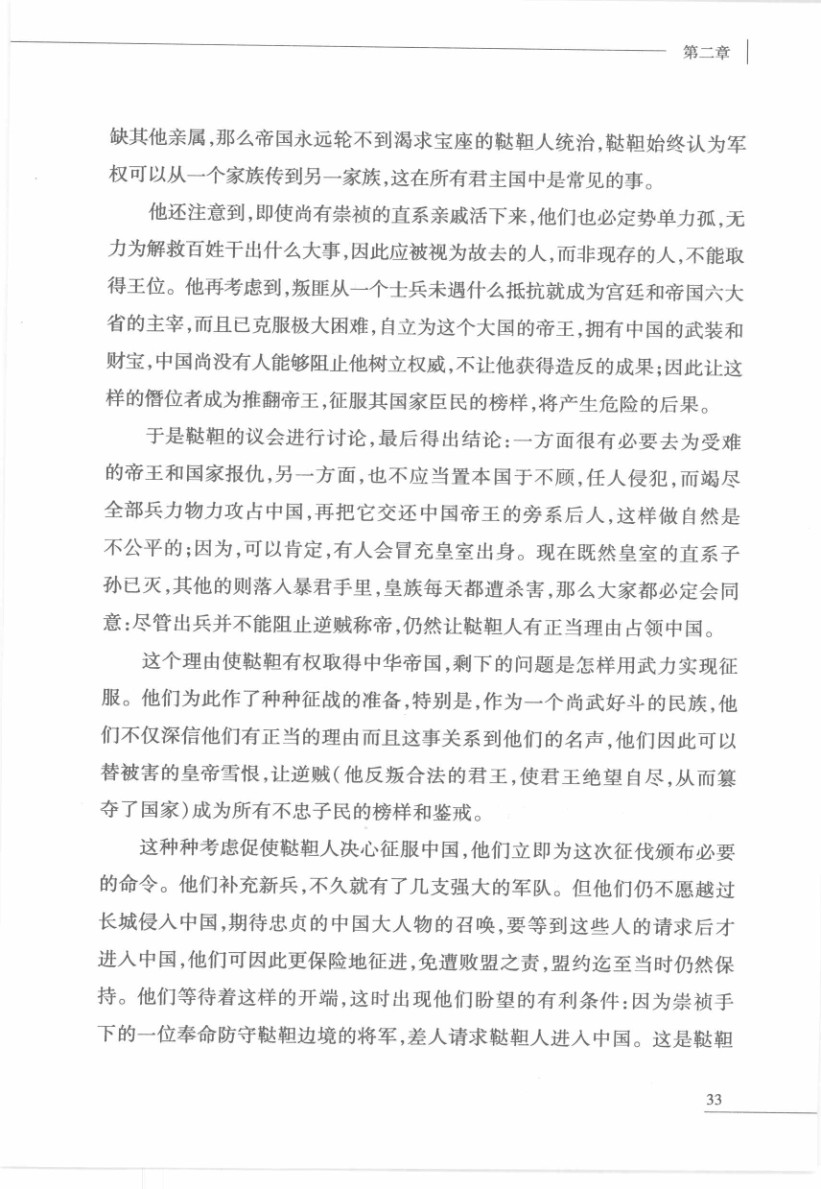 第二章
缺其他亲属,那么帝国永远轮不到渴求宝座的鞑靼人统治,鞑靼始终认为军
权可以从一个家族传到另一家族,这在所有君主国中是常见的事。
他还注意到,即使尚有崇祯的直系亲戚活下来,他们也必定势单力孤,无
力为解救百姓干出什么大事,因此应被视为故去的人,而非现存的人,不能取
得王位。他再考虑到,叛匪从一个士兵未遇什么抵抗就成为宫廷和帝国六大
省的主宰,而且已克服极大困难,自立为这个大国的帝王,拥有中国的武装和
财宝,中国尚没有人能够阻止他树立权威,不让他获得造反的成果;因此让这
样的僭位者成为推翻帝王,征服其国家臣民的榜样,将产生危险的后果。
于是鞑靼的议会进行讨论,最后得出结论:一方面很有必要去为受难
的帝王和国家报仇,另一方面,也不应当置本国于不顾,任人侵犯,而竭尽
全部兵力物力攻占中国,再把它交还中国帝王的旁系后人,这样做自然是
不公平的;因为,可以肯定,有人会冒充皇室出身。现在既然皇室的直系子
孙已灭,其他的则落入暴君手里,皇族每天都遭杀害,那么大家都必定会同
意:尽管出兵并不能阻止逆贼称帝,仍然让鞑靼人有正当理由占领中国。
这个理由使鞑靼有权取得中华帝国,剩下的问题是怎样用武力实现征
服。他们为此作了种种征战的准备,特别是,作为一个尚武好斗的民族,他
们不仅深信他们有正当的理由而且这事关系到他们的名声,他们因此可以
替被害的皇帝雪恨,让逆贼(他反叛合法的君王,使君王绝望自尽,从而篡
夺了国家)成为所有不忠子民的榜样和鉴戒。
这种种考虑促使鞑靼人决心征服中国,他们立即为这次征伐颁布必要
的命令。他们补充新兵,不久就有了几支强大的军队。但他们仍不愿越过
长城侵入中国,期待忠贞的中国大人物的召唤,要等到这些人的请求后才
进入中国,他们可因此更保险地征进,免遭败盟之责,盟约迄至当时仍然保
持。他们等待着这样的开端,这时出现他们盼望的有利条件:因为崇祯手
下的一位奉命防守鞑靼边境的将军,差人请求鞑靼人进入中国。这是鞑靼
33